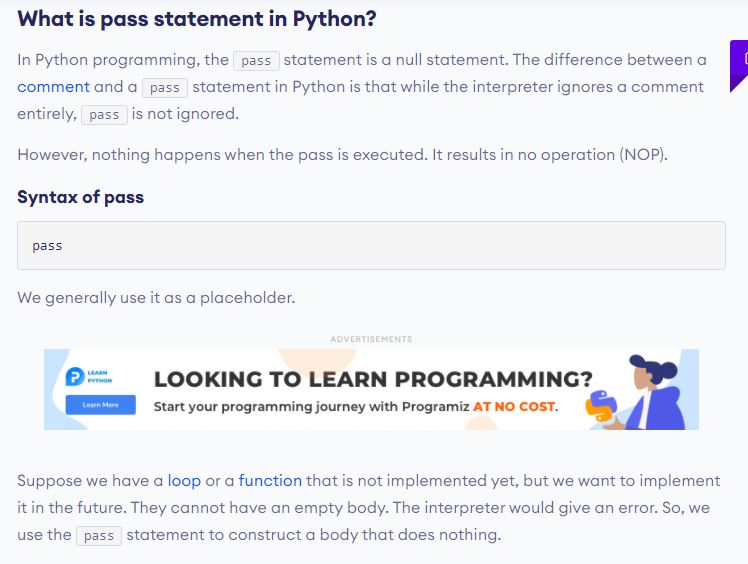 What is pass statement in Python?
In Python programming, the pass statement is a null statement. The difference between a
comment and a pass statement in Python is that while the interpreter ignores a comment
entirely, pass is not ignored.
However, nothing happens when the pass is executed. It results in no operation (NOP).
Syntax of pass
pass
We generally use it as a placeholder.
ADVERTISEMENTS
LEARN
PYTHON
Learn More
LOOKING TO LEARN PROGRAMMING?
Start your programming journey with Programiz AT NO COST.
Suppose we have a loop or a function that is not implemented yet, but we want to implement
it in the future. They cannot have an empty body. The interpreter would give an error. So, we
use the pass statement to construct a body that does nothing.